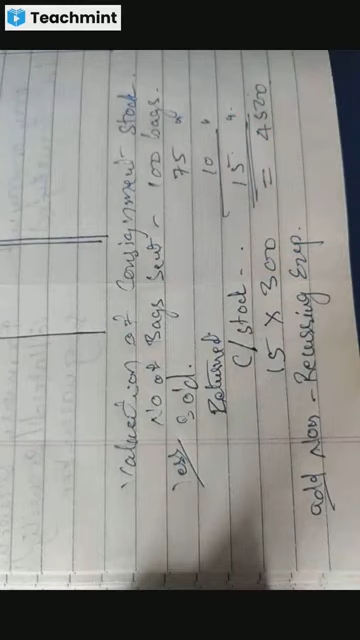 Teachmint
Valuation of Consignment Stock.
No of Bags Sent - 100 bags.
Less Sold. 75 "
Returned 10 "
C/Stock - . 15 ".
15 X 300 = 4500
add Non-Recurring Exp.